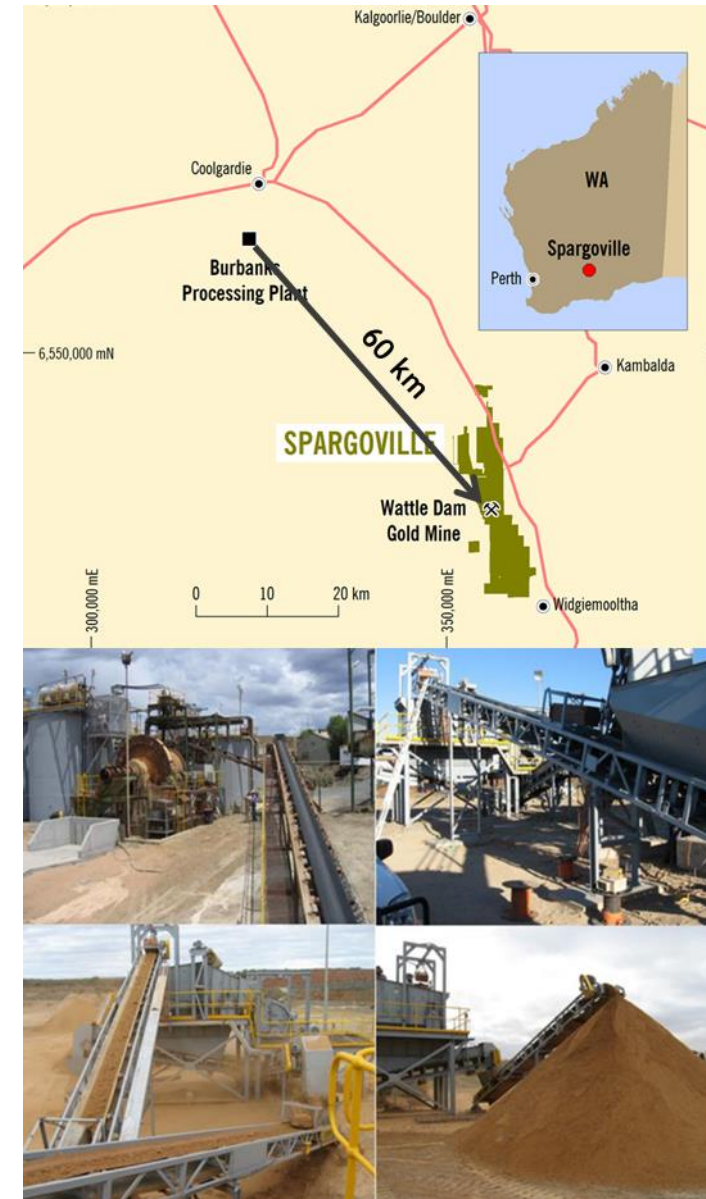 Kalgoorlie/Boulder
Coolgardie
WA
Spargoville
Perth
Burbanks
Processing Plant
6,550,000 mN
60 km
Kambalda
SPARGOVILLE
Wattle Dam
Gold Mine
300,000 mE
0 10 20 km
350,000 mE
Widgiemooltha